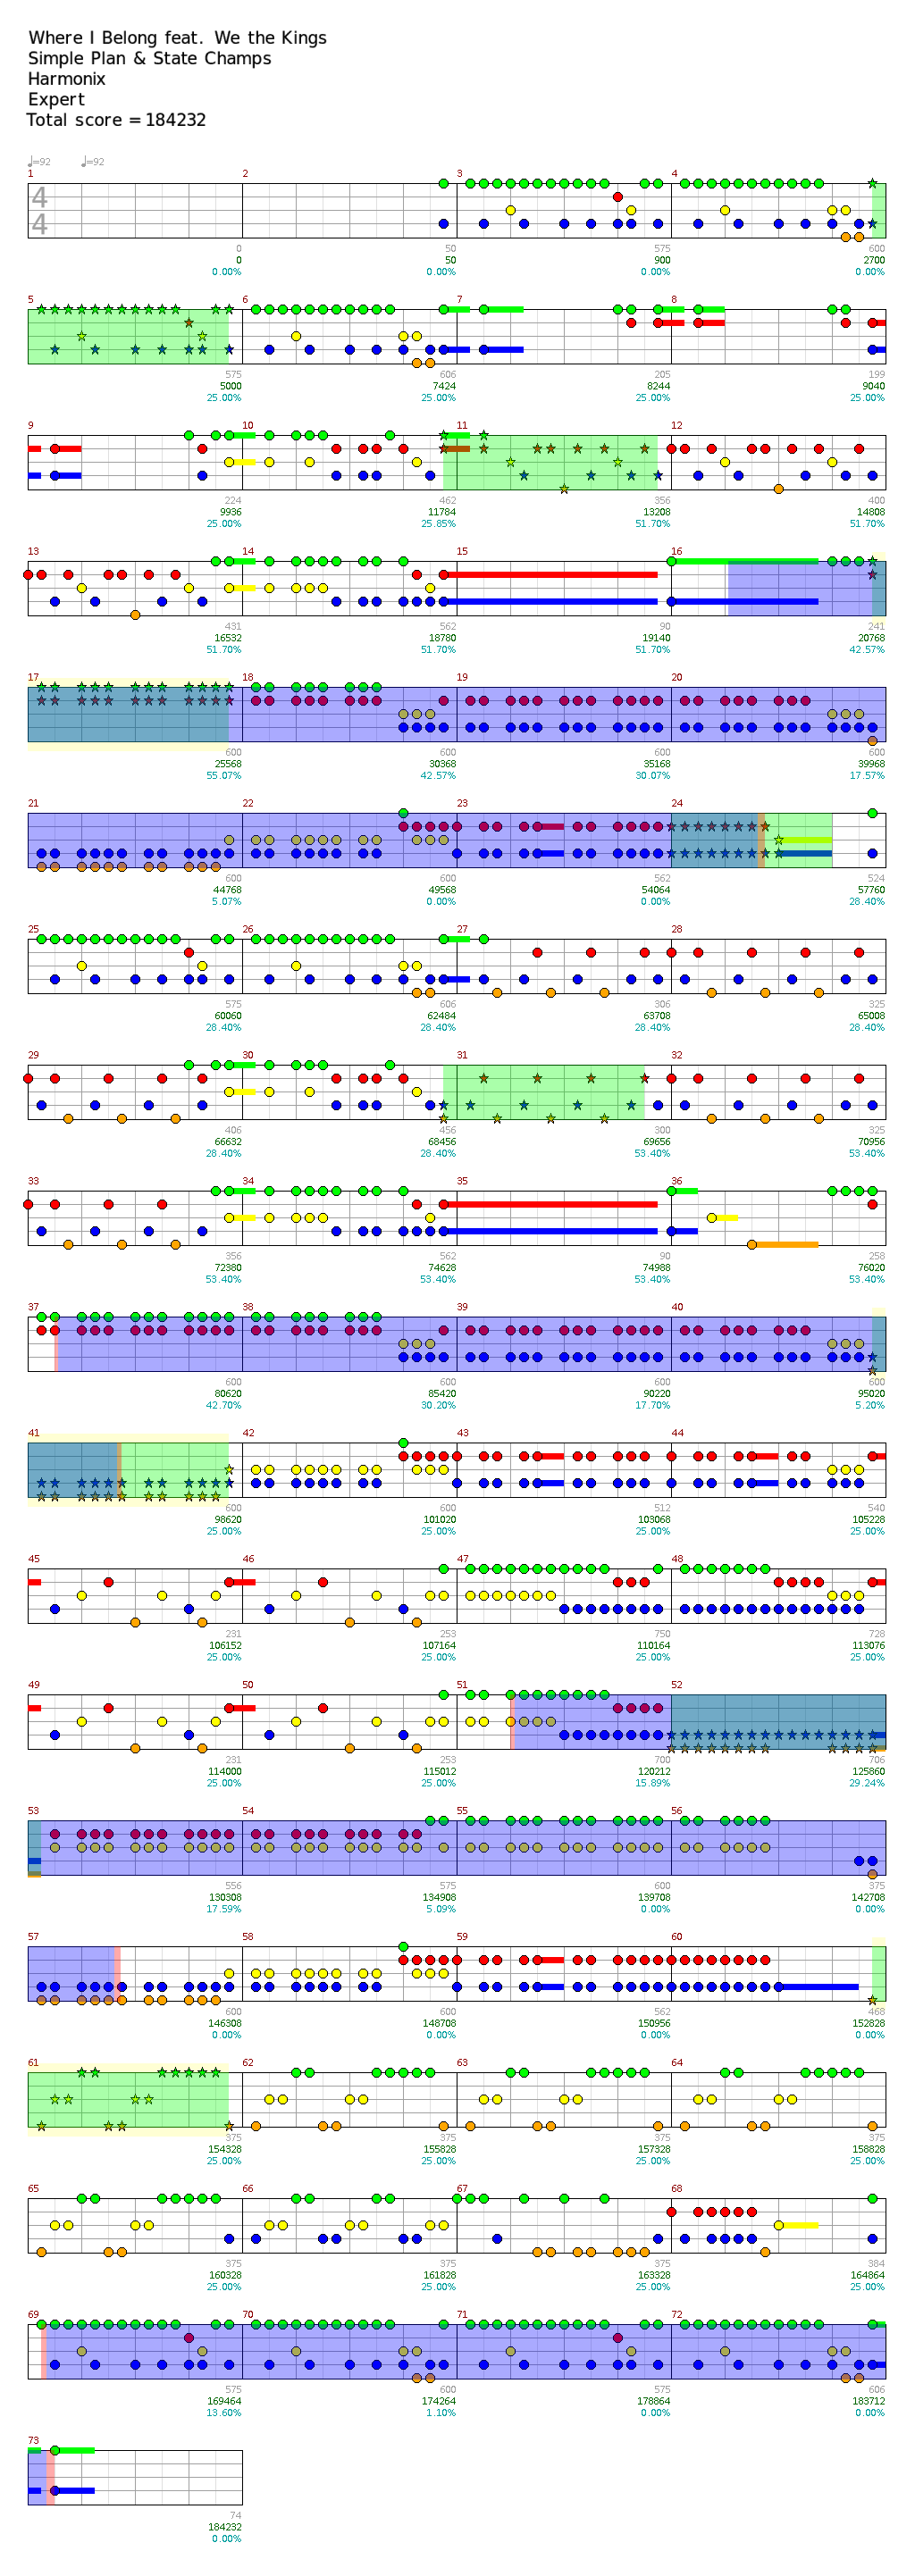 Where I Belong feat. We the Kings
Simple Plan & State Champs
Harmonix
Expert
Total score = 184232
♩=92 ♩=92
1 2 3 4
4
4
0 50 575 600
0 50 900 2700
0.00% 0.00% 0.00% 0.00%
5 6 7 8
575 606 205 199
5000 7424 8244 9040
25.00% 25.00% 25.00% 25.00%
9 10 11 12
224 462 356 400
9936 11784 13208 14808
25.00% 25.85% 51.70% 51.70%
13 14 15 16
431 562 90 241
16532 18780 19140 20768
51.70% 51.70% 51.70% 42.57%
17 18 19 20
600 600 600 600
25568 30368 35168 39968
55.07% 42.57% 30.07% 17.57%
21 22 23 24
600 600 562 524
44768 49568 54064 57760
5.07% 0.00% 0.00% 28.40%
25 26 27 28
575 606 306 325
60060 62484 63708 65008
28.40% 28.40% 28.40% 28.40%
29 30 31 32
406 456 300 325
66632 68456 69656 70956
28.40% 28.40% 53.40% 53.40%
33 34 35 36
356 562 90 258
72380 74628 74988 76020
53.40% 53.40% 53.40% 53.40%
37 38 39 40
600 600 600 600
80620 85420 90220 95020
42.70% 30.20% 17.70% 5.20%
41 42 43 44
600 600 512 540
98620 101020 103068 105228
25.00% 25.00% 25.00% 25.00%
45 46 47 48
231 253 750 728
106152 107164 110164 113076
25.00% 25.00% 25.00% 25.00%
49 50 51 52
231 253 700 706
114000 115012 120212 125860
25.00% 25.00% 15.89% 29.24%
53 54 55 56
556 575 600 375
130308 134908 139708 142708
17.59% 5.09% 0.00% 0.00%
57 58 59 60
600 600 562 468
146308 148708 150956 152828
0.00% 0.00% 0.00% 0.00%
61 62 63 64
375 375 375 375
154328 155828 157328 158828
25.00% 25.00% 25.00% 25.00%
65 66 67 68
375 375 375 384
160328 161828 163328 164864
25.00% 25.00% 25.00% 25.00%
69 70 71 72
575 600 575 606
169464 174264 178864 183712
13.60% 1.10% 0.00% 0.00%
73
74
184232
0.00%